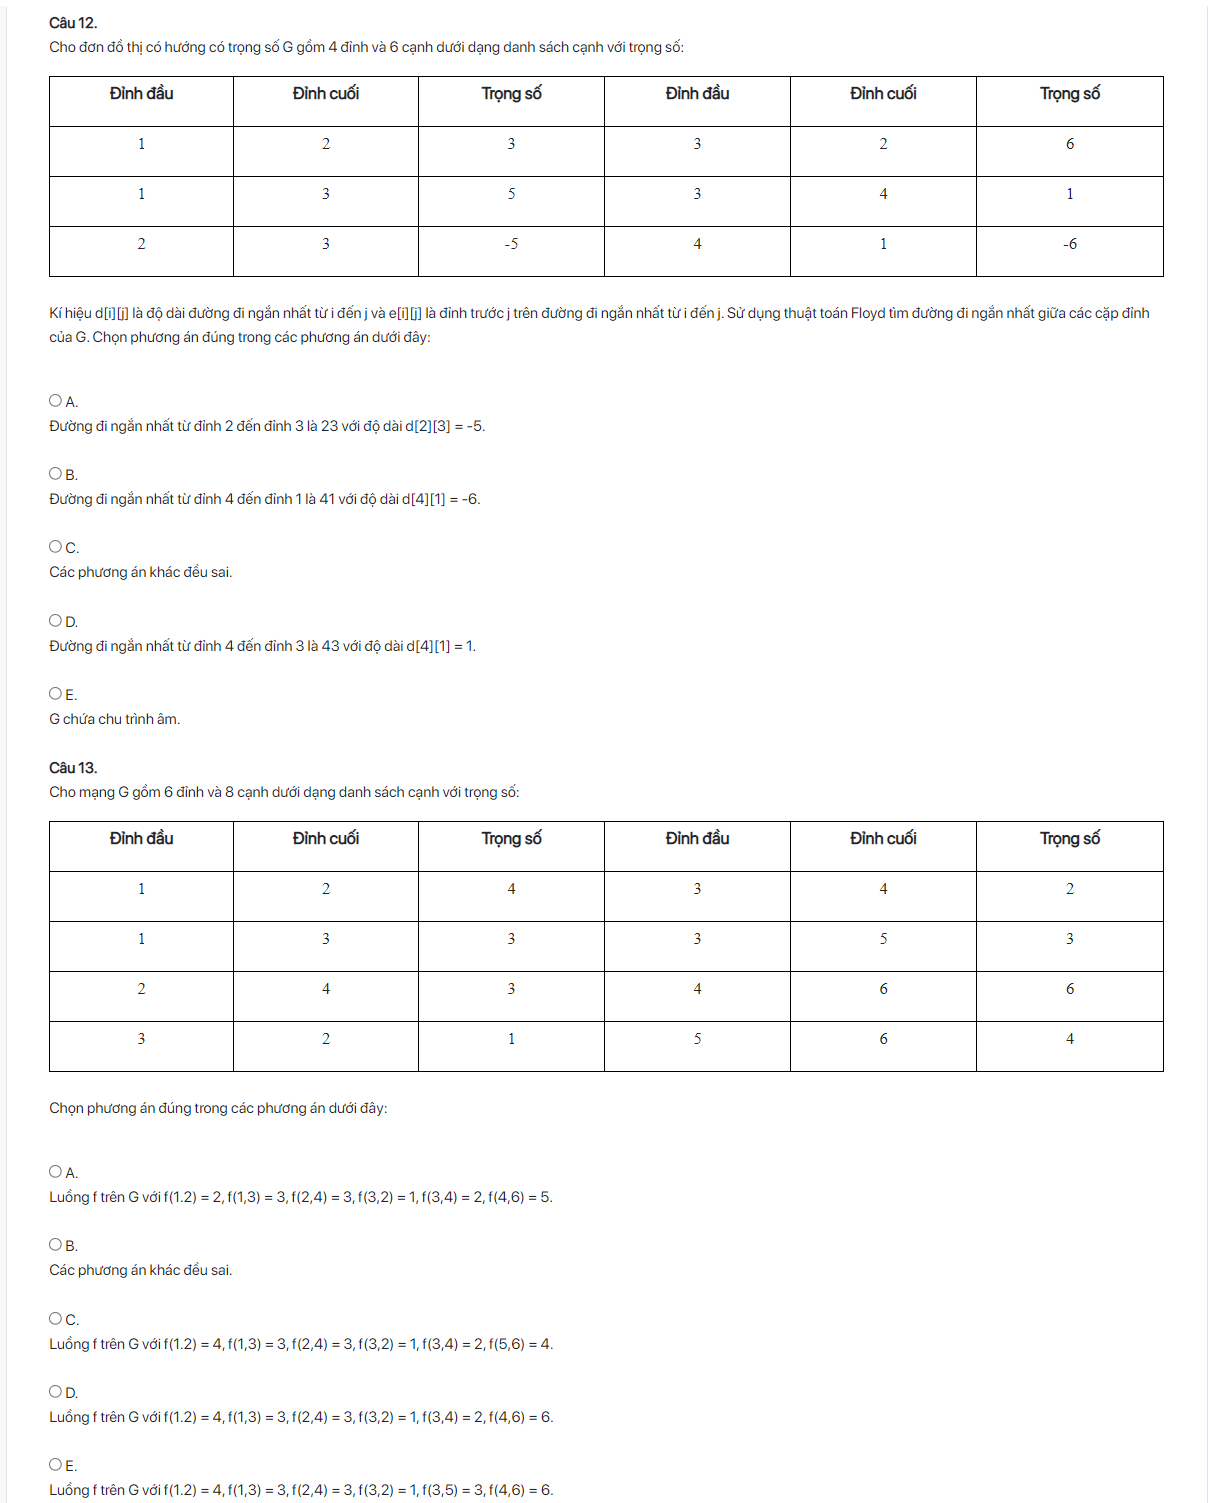 Câu 12.
Cho đơn đồ thị có hướng có trọng số G gồm 4 đỉnh và 6 cạnh dưới dạng danh sách cạnh với trọng số:
Đỉnh đầu Đỉnh cuối Trọng số Đỉnh đầu Đỉnh cuối Trọng số
1 2 3 3 2 6
1 3 5 3 4 1
2 3 -5 4 1 -6
Kí hiệu d[i][j] là độ dài đường đi ngắn nhất từ i đến j và e[i][j] là đỉnh trước j trên đường đi ngắn nhất từ i đến j. Sử dụng thuật toán Floyd tìm đường đi ngắn nhất giữa các cặp đỉnh
của G. Chọn phương án đúng trong các phương án dưới đây:
A.
Đường đi ngắn nhất từ đỉnh 2 đến đỉnh 3 là 23 với độ dài d[2][3] = -5.
B.
Đường đi ngắn nhất từ đỉnh 4 đến đỉnh 1 là 41 với độ dài d[4][1] = -6.
C.
Các phương án khác đều sai.
D.
Đường đi ngắn nhất từ đỉnh 4 đến đỉnh 3 là 43 với độ dài d[4][1] = 1.
E.
G chứa chu trình âm.
Câu 13.
Cho mạng G gồm 6 đỉnh và 8 cạnh dưới dạng danh sách cạnh với trọng số:
Đỉnh đầu Đỉnh cuối Trọng số Đỉnh đầu Đỉnh cuối Trọng số
1 2 4 3 4 2
1 3 3 3 5 3
2 4 3 4 6 6
3 2 1 5 6 4
Chọn phương án đúng trong các phương án dưới đây:
A.
Luồng f trên G với f(1.2) = 2, f(1,3) = 3, f(2,4) = 3, f(3,2) = 1, f(3,4) = 2, f(4,6) = 5.
B.
Các phương án khác đều sai.
C.
Luồng f trên G với f(1.2) = 4, f(1,3) = 3, f(2,4) = 3, f(3,2) = 1, f(3,4) = 2, f(5,6) = 4.
D.
Luồng f trên G với f(1.2) = 4, f(1,3) = 3, f(2,4) = 3, f(3,2) = 1, f(3,4) = 2, f(4,6) = 6.
E.
Luồng f trên G với f(1.2) = 4, f(1,3) = 3, f(2,4) = 3, f(3,2) = 1, f(3,5) = 3, f(4,6) = 6.